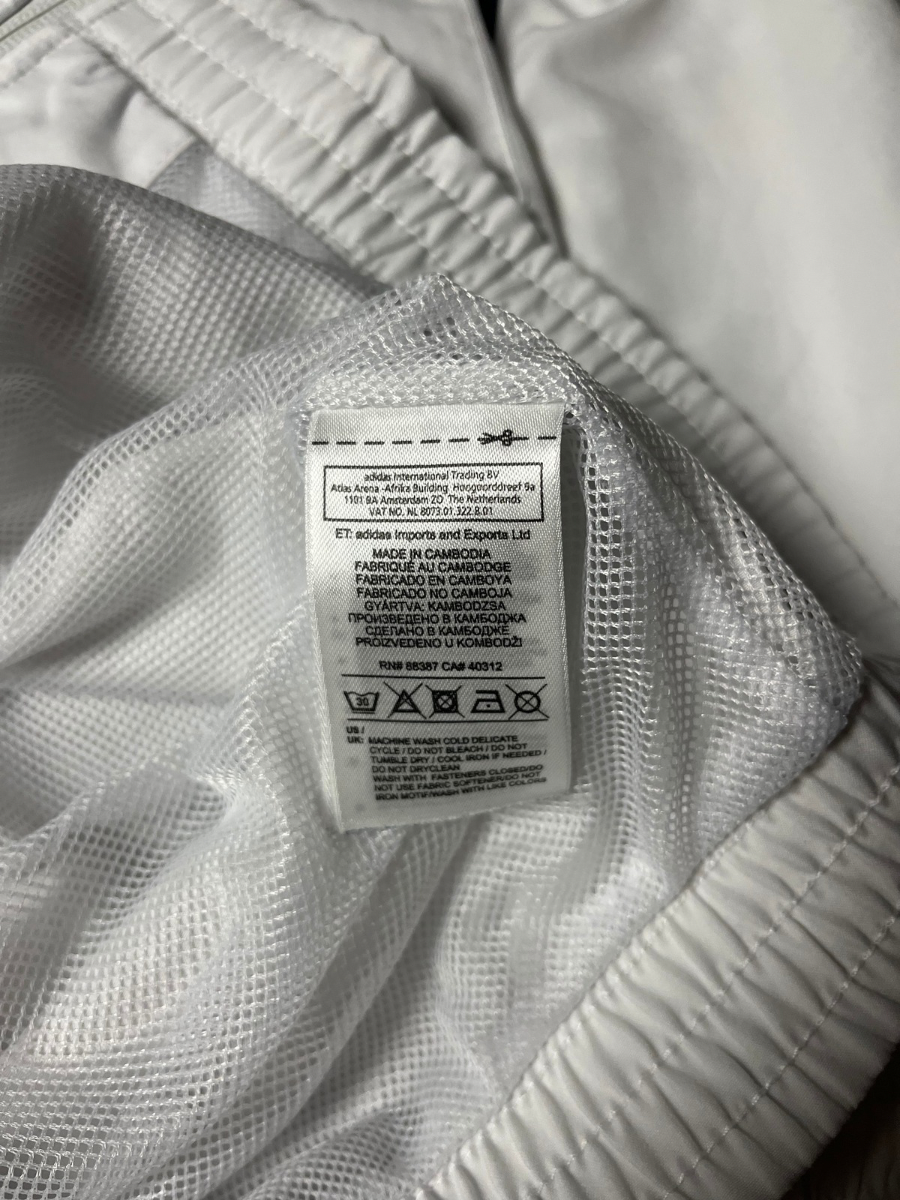 adidas International Trading BV
Atlas Arena -Afrika Building Hoogoorddreef 9a
1101 BA Amsterdam ZO The Netherlands
VAT NO. NL 8073.01.322.B.01
ET: adidas Imports and Exports Ltd
MADE IN CAMBODIA
FABRIQUÉ AU CAMBODGE
FABRICADO EN CAMBOYA
FABRICADO NO CAMBOJA
GYÁRTVA: KAMBODZSA
ПРОИЗВЕДЕНО В КАМБОДЖА
СДЕЛАНО В КАМБОДЖЕ
PROIZVEDENO U KOMBODŽI
RN# 88387 CA# 40312
30
US /
UK: MACHINE WASH COLD DELICATE
CYCLE / DO NOT BLEACH / DO NOT
TUMBLE DRY / COOL IRON IF NEEDED /
DO NOT DRYCLEAN
WASH WITH FASTENERS CLOSED/DO
NOT USE FABRIC SOFTENER/DO NOT
IRON MOTIF/WASH WITH LIKE COLORS